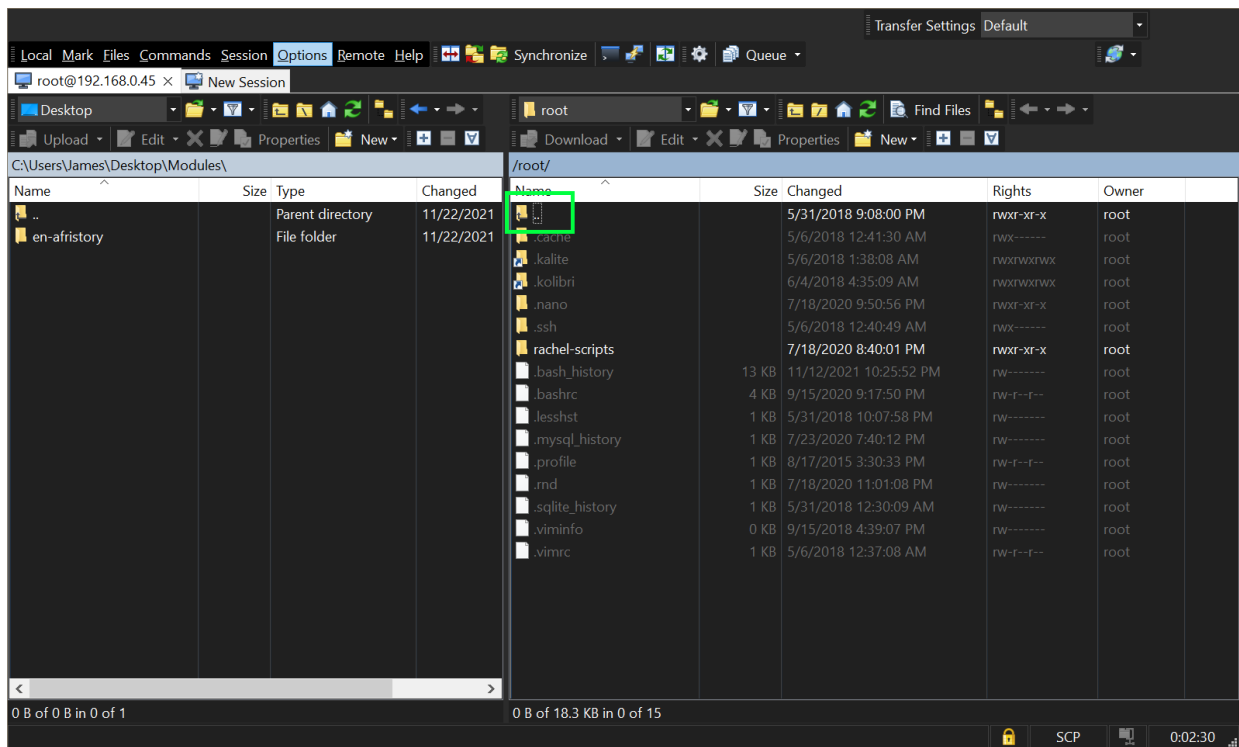 Transfer Settings Default
Local Mark Files Commands Session Options Remote Help Synchronize Queue
root@192.168.0.45 × New Session
Desktop
root Find Files
Upload Edit Properties New
Download Edit Properties New
C:\Users\James\Desktop\Modules\
/root/
Name Size Type Changed
.. Parent directory 11/22/2021
en-afristory File folder 11/22/2021
Name Size Changed Rights Owner
.. 5/31/2018 9:08:00 PM rwxr-xr-x root
.cache 5/6/2018 12:41:30 AM rwx------ root
.kalite 5/6/2018 1:38:08 AM rwxrwxrwx root
.kolibri 6/4/2018 4:35:09 AM rwxrwxrwx root
.nano 7/18/2020 9:50:56 PM rwxr-xr-x root
.ssh 5/6/2018 12:40:49 AM rwx------ root
rachel-scripts 7/18/2020 8:40:01 PM rwxr-xr-x root
.bash_history 13 KB 11/12/2021 10:25:52 PM rw------- root
.bashrc 4 KB 9/15/2020 9:17:50 PM rw-r--r-- root
.lesshst 1 KB 5/31/2018 10:07:58 PM rw------- root
.mysql_history 1 KB 7/23/2020 7:40:12 PM rw------- root
.profile 1 KB 8/17/2015 3:30:33 PM rw-r--r-- root
.rnd 1 KB 7/18/2020 11:01:08 PM rw------- root
.sqlite_history 1 KB 5/31/2018 12:30:09 AM rw------- root
.viminfo 0 KB 9/15/2018 4:39:07 PM rw------- root
.vimrc 1 KB 5/6/2018 12:37:08 AM rw-r--r-- root
0 B of 0 B in 0 of 1
0 B of 18.3 KB in 0 of 15
SCP 0:02:30